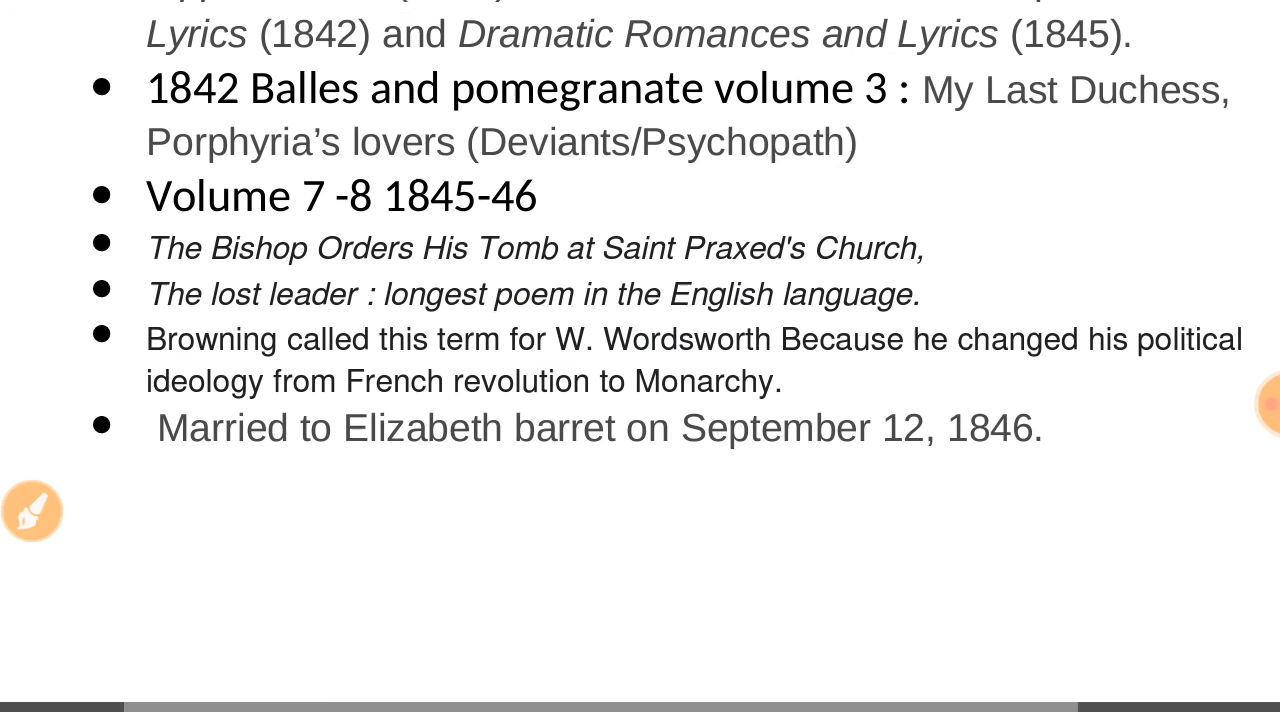 Lyrics (1842) and Dramatic Romances and Lyrics (1845).
• 1842 Balles and pomegranate volume 3 : My Last Duchess,
Porphyria’s lovers (Deviants/Psychopath)
• Volume 7 -8 1845-46
• The Bishop Orders His Tomb at Saint Praxed's Church,
• The lost leader : longest poem in the English language.
• Browning called this term for W. Wordsworth Because he changed his political
ideology from French revolution to Monarchy.
• Married to Elizabeth barret on September 12, 1846.